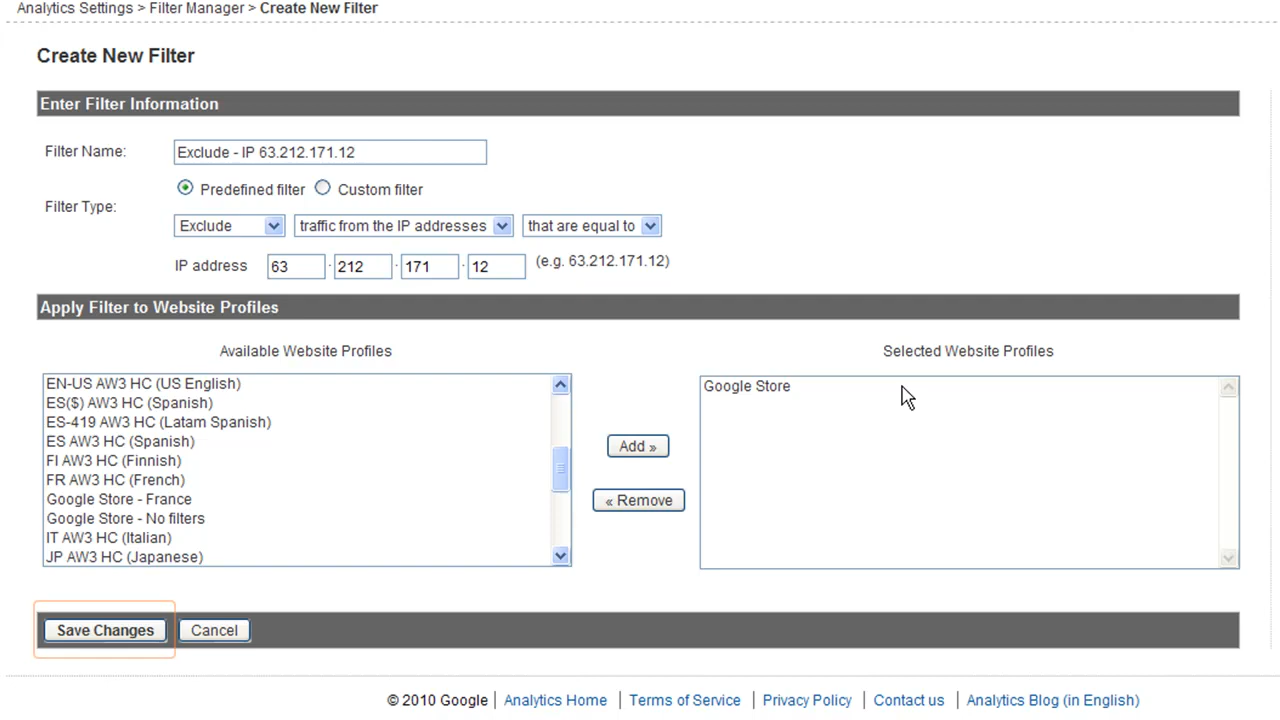 Analytics Settings > Filter Manager > Create New Filter
Create New Filter
Enter Filter Information
Filter Name: Exclude - IP 63.212.171.12
Predefined filter Custom filter
Filter Type:
Exclude traffic from the IP addresses that are equal to
IP address 63 . 212 . 171 . 12 (e.g. 63.212.171.12)
Apply Filter to Website Profiles
Available Website Profiles
EN-US AW3 HC (US English)
ES($) AW3 HC (Spanish)
ES-419 AW3 HC (Latam Spanish)
ES AW3 HC (Spanish)
FI AW3 HC (Finnish)
FR AW3 HC (French)
Google Store - France
Google Store - No filters
IT AW3 HC (Italian)
JP AW3 HC (Japanese)
Add »
« Remove
Selected Website Profiles
Google Store
Save Changes Cancel
© 2010 Google | Analytics Home | Terms of Service | Privacy Policy | Contact us | Analytics Blog (in English)